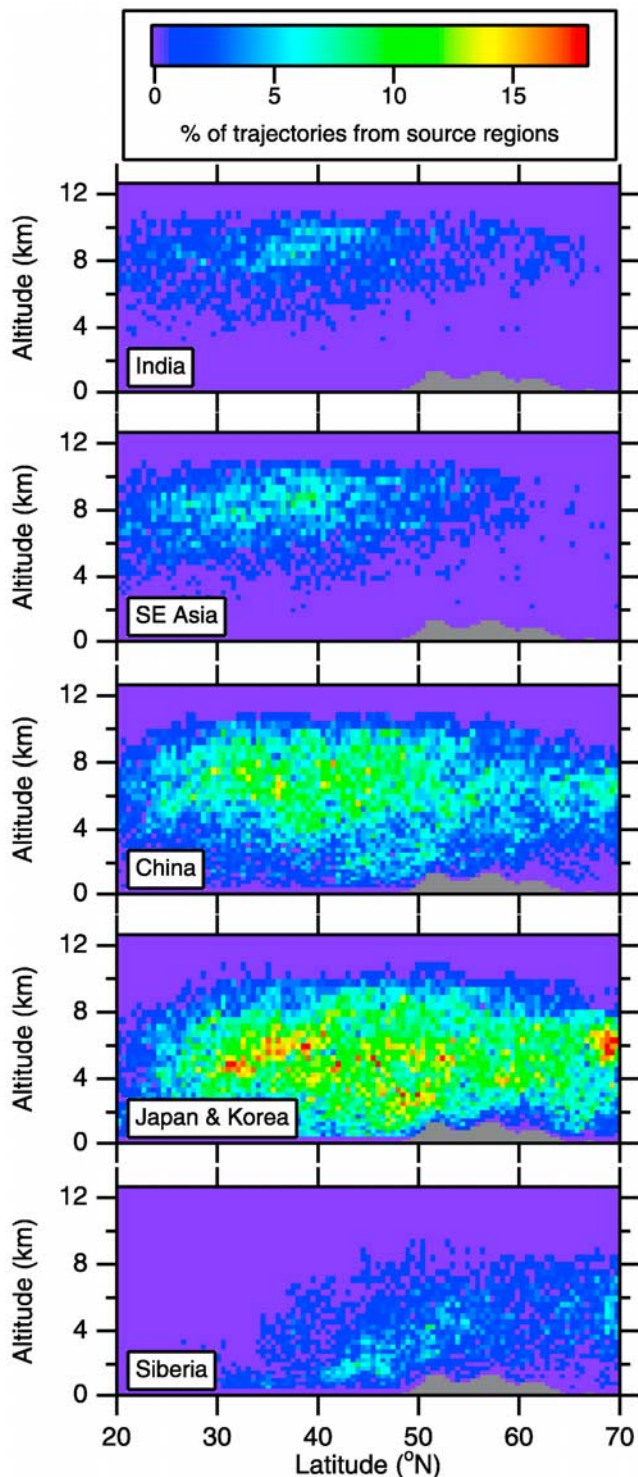 0 5 10 15
% of trajectories from source regions
12
8
4
0
Altitude (km)
India
12
8
4
0
Altitude (km)
SE Asia
12
8
4
0
Altitude (km)
China
12
8
4
0
Altitude (km)
Japan & Korea
12
8
4
0
Altitude (km)
Siberia
20 30 40 50 60 70
Latitude (°N)